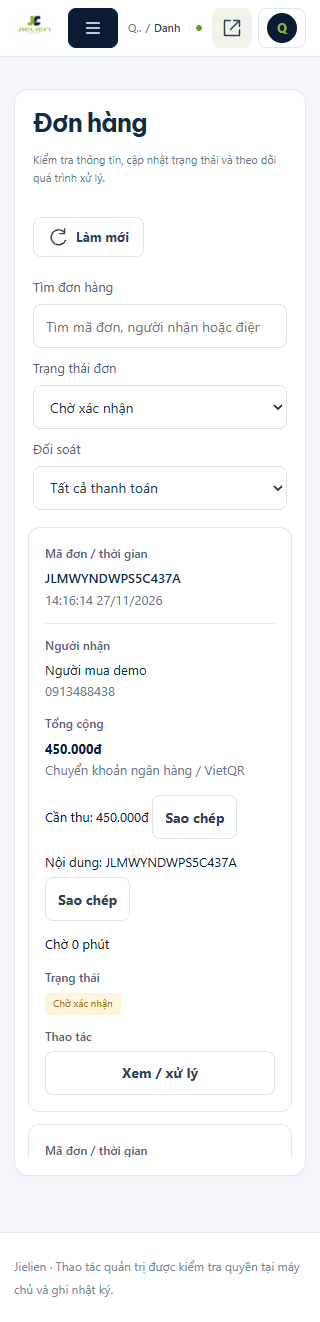 JC
JIELIEN
Q.. / Danh
Q
Đơn hàng
Kiểm tra thông tin, cập nhật trạng thái và theo dõi
quá trình xử lý.
Làm mới
Tìm đơn hàng
Tìm mã đơn, người nhận hoặc điện
Trạng thái đơn
Chờ xác nhận
Đối soát
Tất cả thanh toán
Mã đơn / thời gian
JLMWYNDWPS5C437A
14:16:14 27/11/2026
Người nhận
Người mua demo
0913488438
Tổng cộng
450.000đ
Chuyển khoản ngân hàng / VietQR
Cần thu: 450.000đ Sao chép
Nội dung: JLMWYNDWPS5C437A
Sao chép
Chờ 0 phút
Trạng thái
Chờ xác nhận
Thao tác
Xem / xử lý
Mã đơn / thời gian
Jielien · Thao tác quản trị được kiểm tra quyền tại máy
chủ và ghi nhật ký.